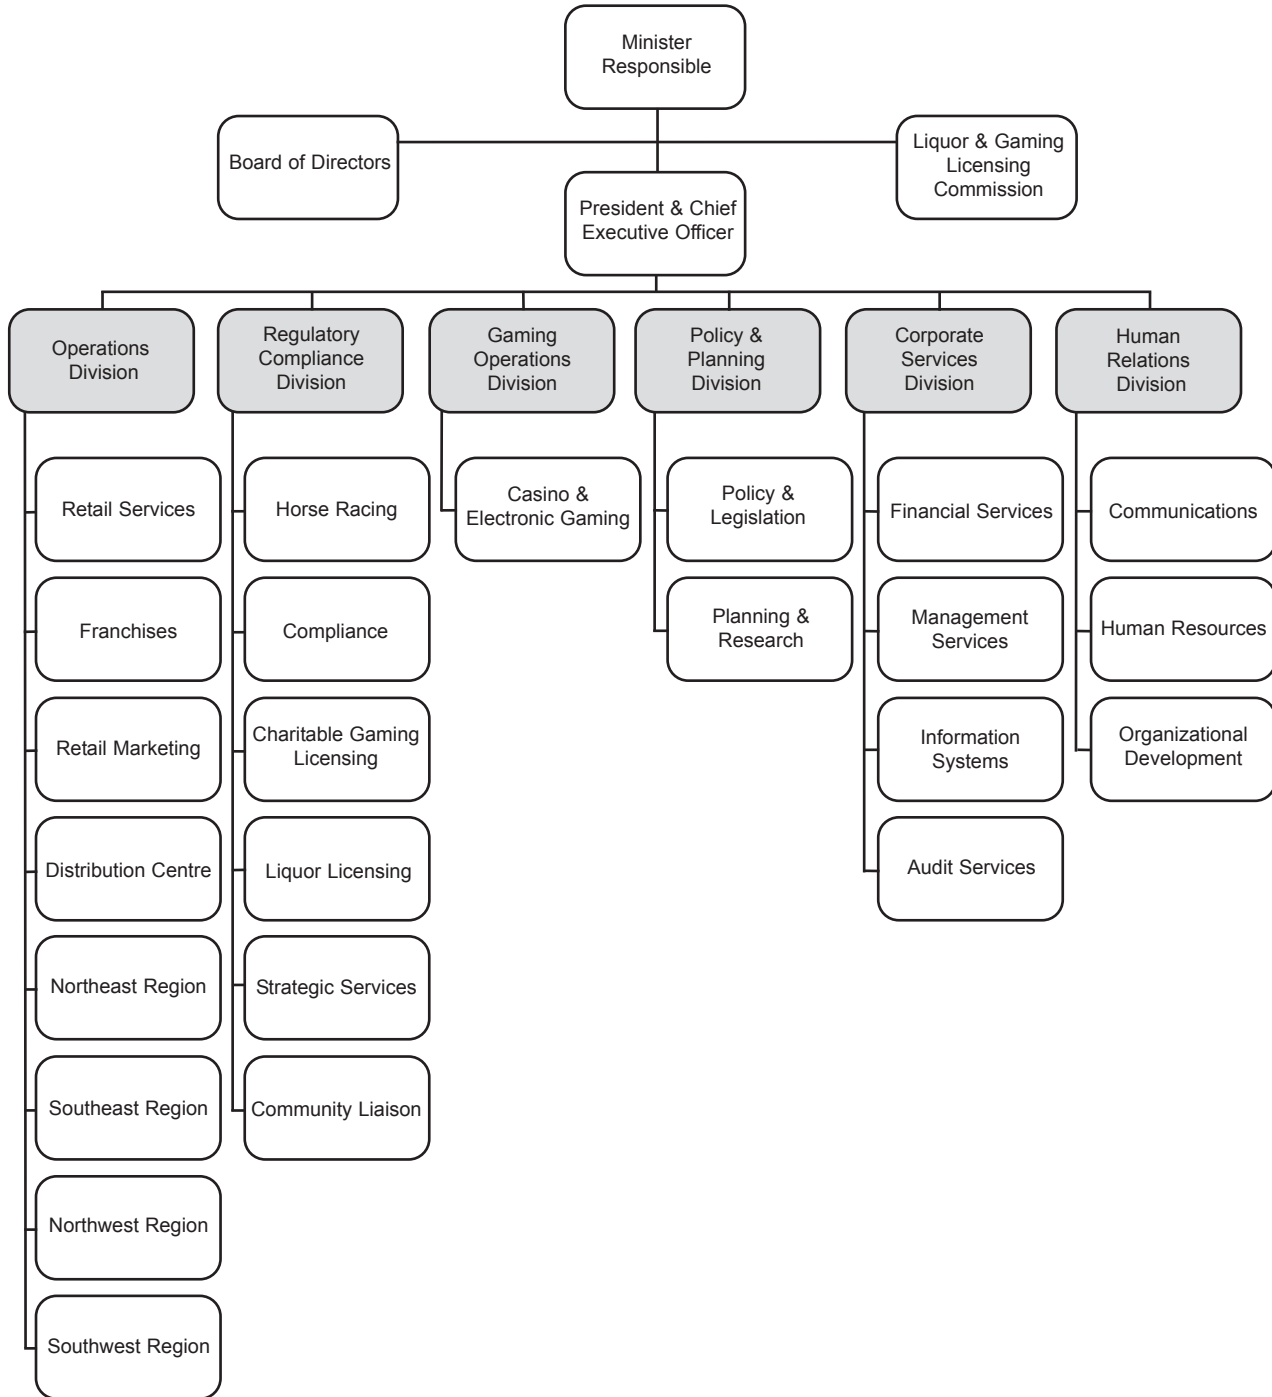 Minister
Responsible
Board of Directors
Liquor & Gaming
Licensing
Commission
President & Chief
Executive Officer
Operations
Division
Regulatory
Compliance
Division
Gaming
Operations
Division
Policy &
Planning
Division
Corporate
Services
Division
Human
Relations
Division
Retail Services
Franchises
Retail Marketing
Distribution Centre
Northeast Region
Southeast Region
Northwest Region
Southwest Region
Horse Racing
Compliance
Charitable Gaming
Licensing
Liquor Licensing
Strategic Services
Community Liaison
Casino &
Electronic Gaming
Policy &
Legislation
Planning &
Research
Financial Services
Management
Services
Information
Systems
Audit Services
Communications
Human Resources
Organizational
Development